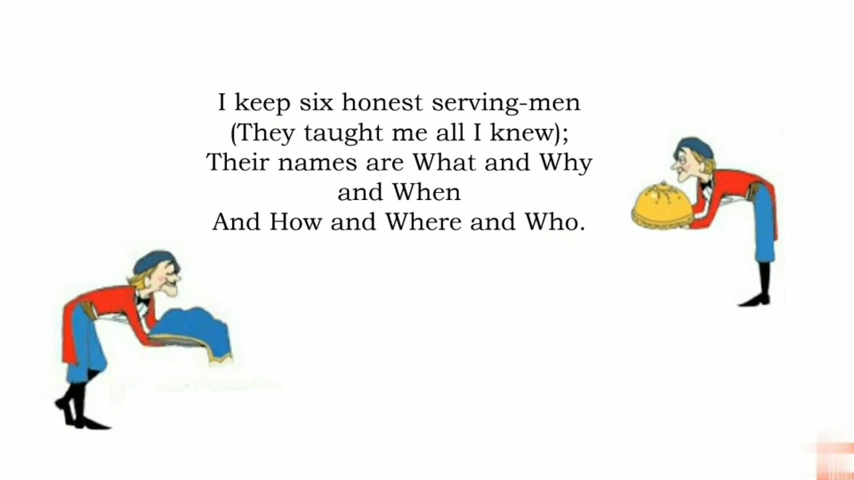 I keep six honest serving-men
(They taught me all I knew);
Their names are What and Why
and When
And How and Where and Who.